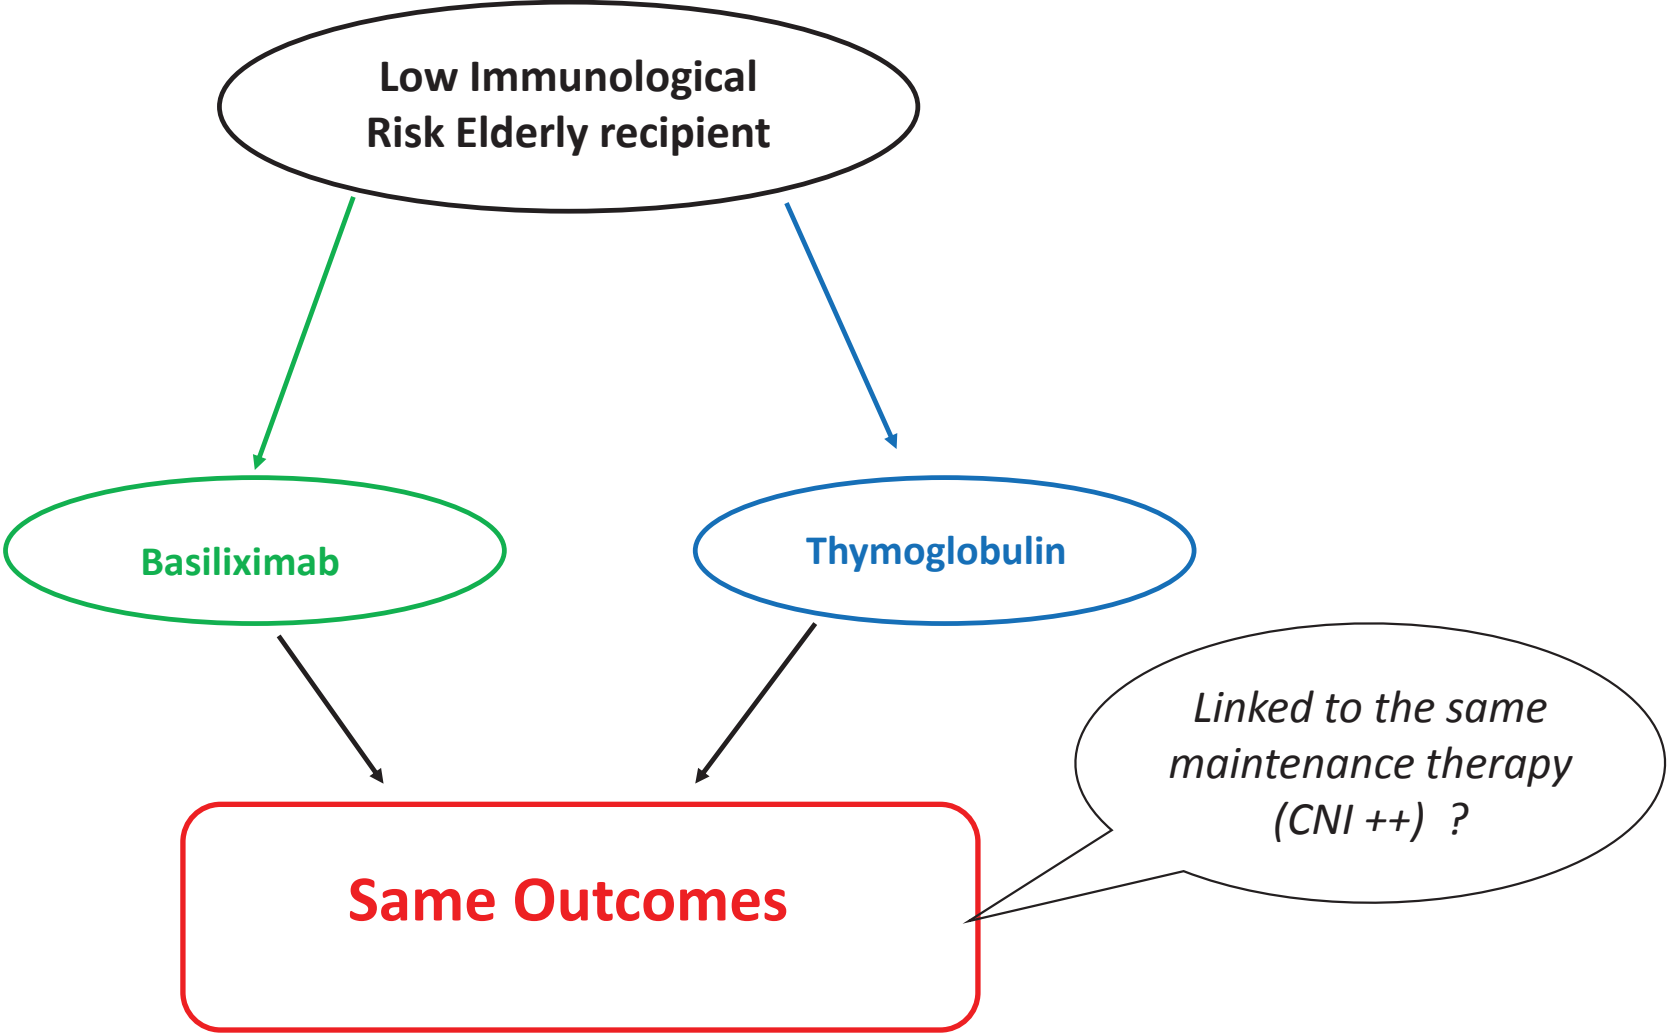 Low Immunological
Risk Elderly recipient
Basiliximab
Thymoglobulin
Linked to the same
maintenance therapy
(CNI ++) ?
Same Outcomes